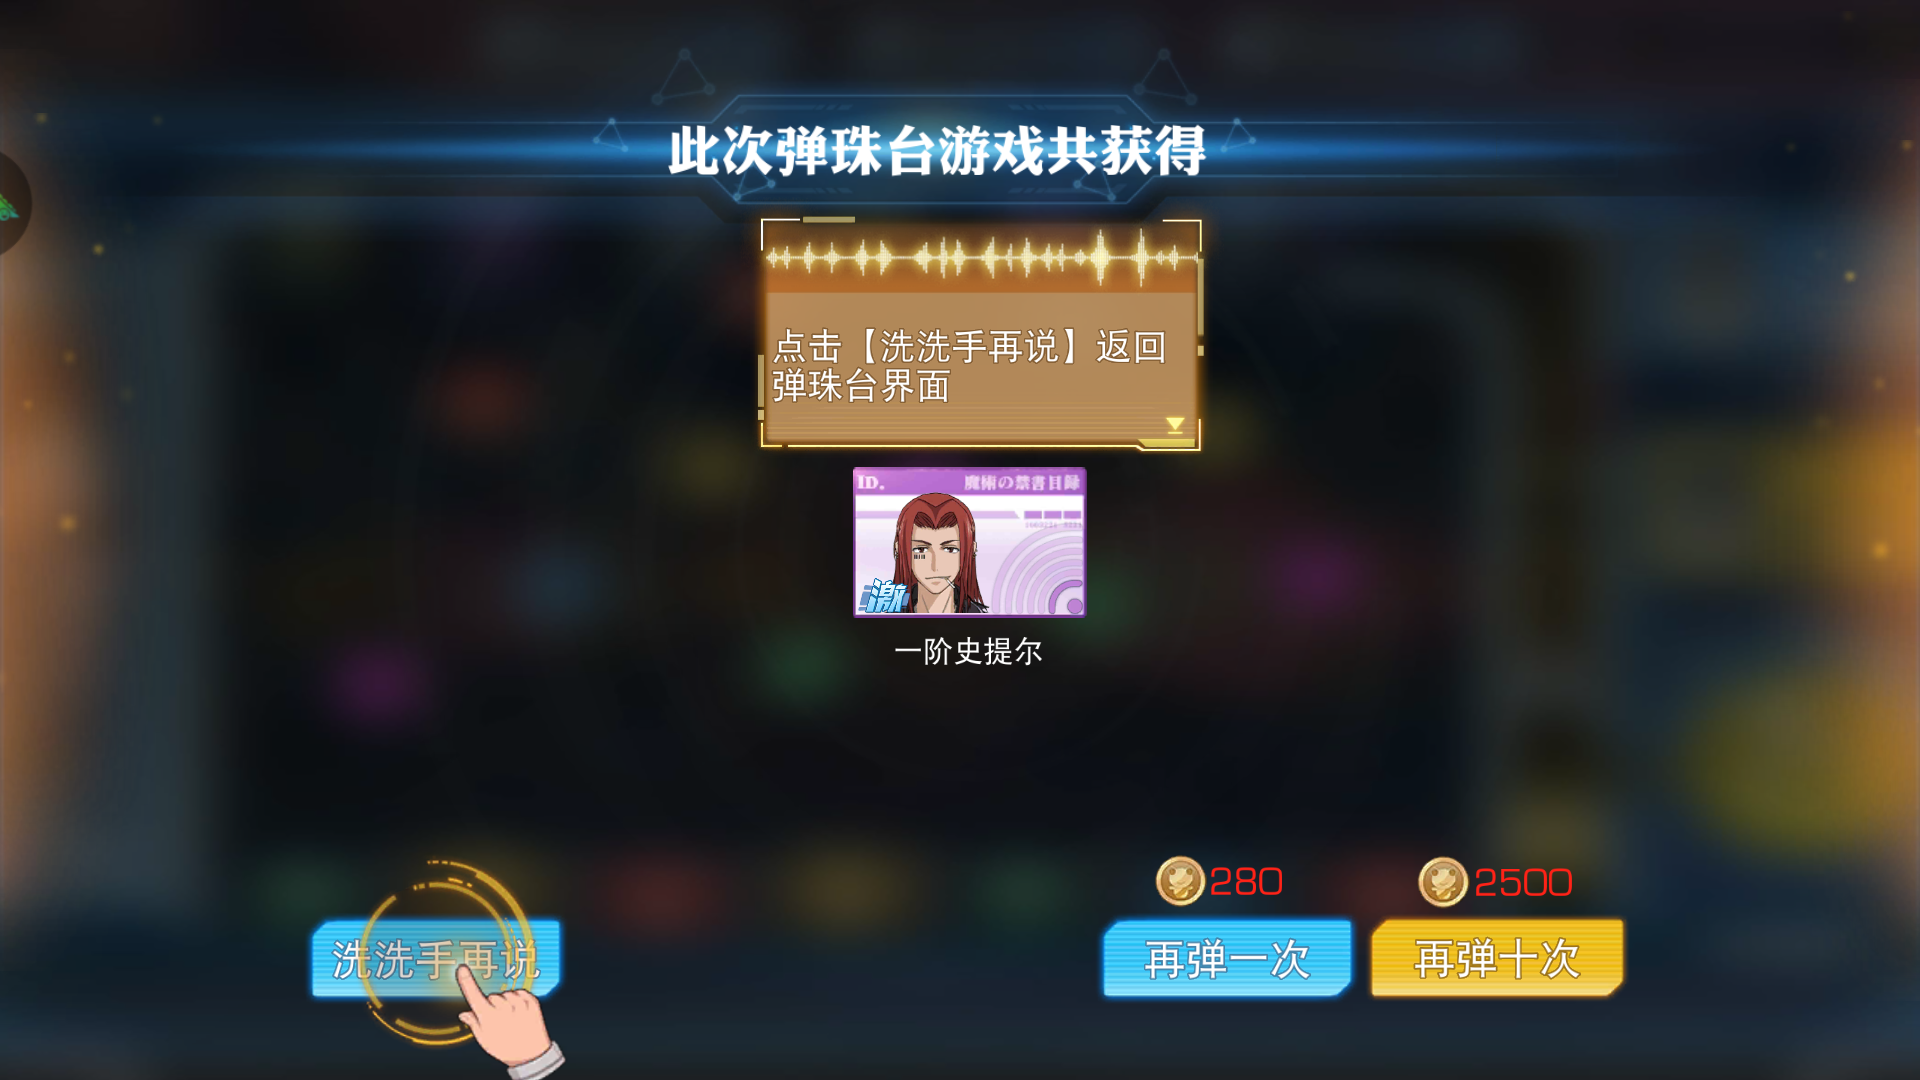 此次弹珠台游戏共获得
点击【洗洗手再说】返回
弹珠台界面
ID. 魔術の禁書目録
激
一阶史提尔
280 2500
洗洗手再说 再弹一次 再弹十次